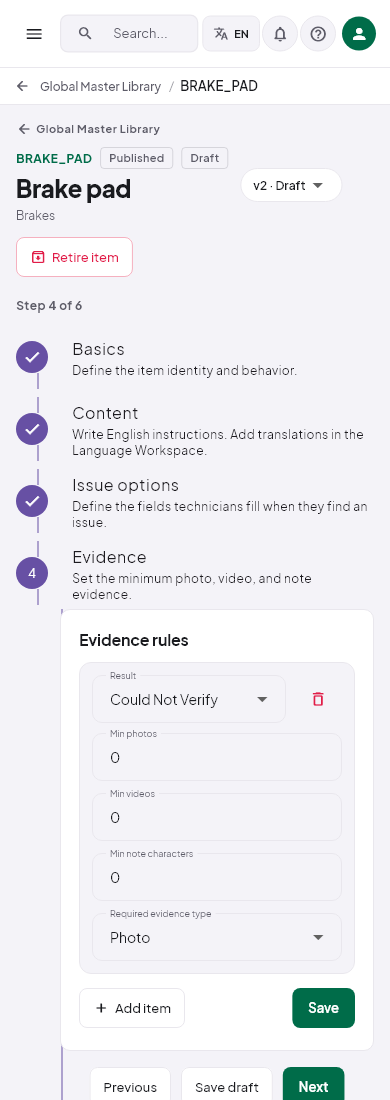 Search...
EN
Global Master Library / BRAKE_PAD
Global Master Library
BRAKE_PAD Published Draft
Brake pad
v2 · Draft
Brakes
Retire item
Step 4 of 6
Basics
Define the item identity and behavior.
Content
Write English instructions. Add translations in the
Language Workspace.
Issue options
Define the fields technicians fill when they find an
issue.
4
Evidence
Set the minimum photo, video, and note
evidence.
Evidence rules
Result
Could Not Verify
Min photos
0
Min videos
0
Min note characters
0
Required evidence type
Photo
Add item
Save
Previous
Save draft
Next